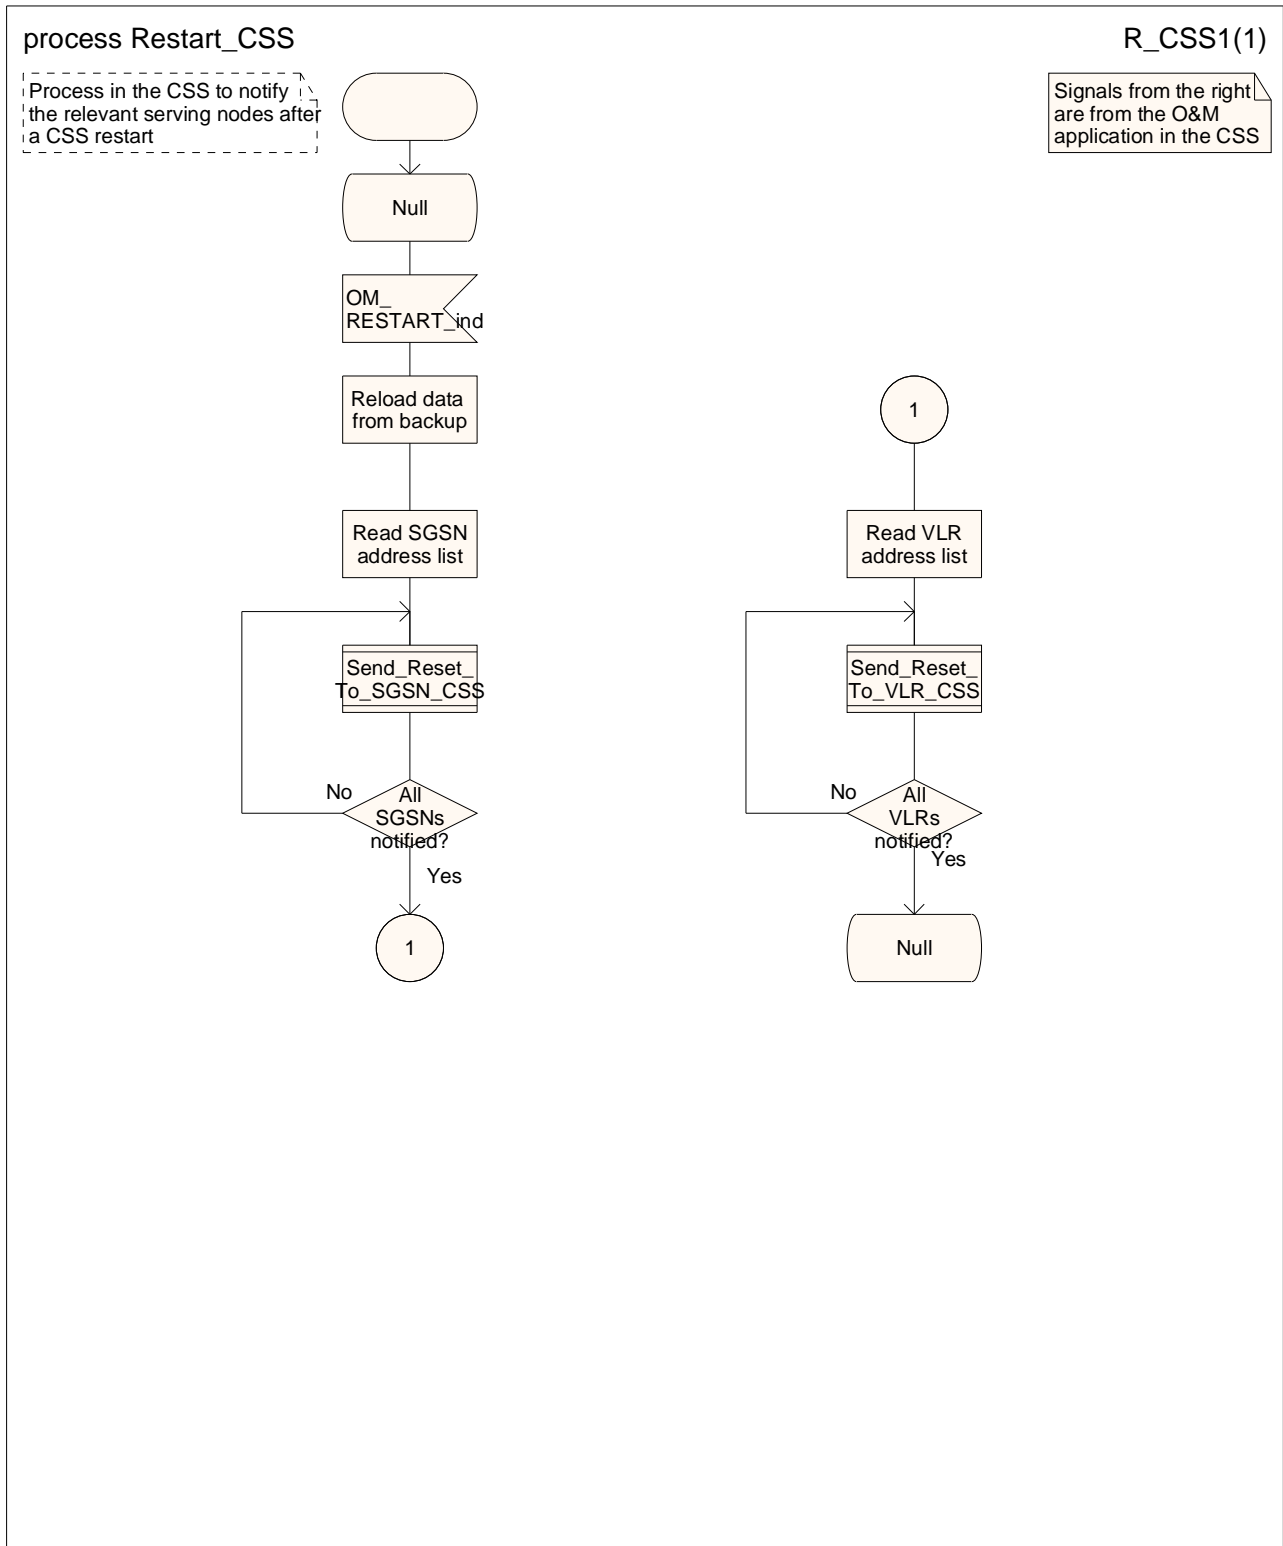 process Restart_CSS
R_CSS1(1)
Process in the CSS to notify
the relevant serving nodes after
a CSS restart
Signals from the right
are from the O&M
application in the CSS
Null
OM_
RESTART_ind
Reload data
from backup
Read SGSN
address list
Send_Reset_
To_SGSN_CSS
No
All
SGSNs
notified?
Yes
1
1
Read VLR
address list
Send_Reset_
To_VLR_CSS
No
All
VLRs
notified?
Yes
Null